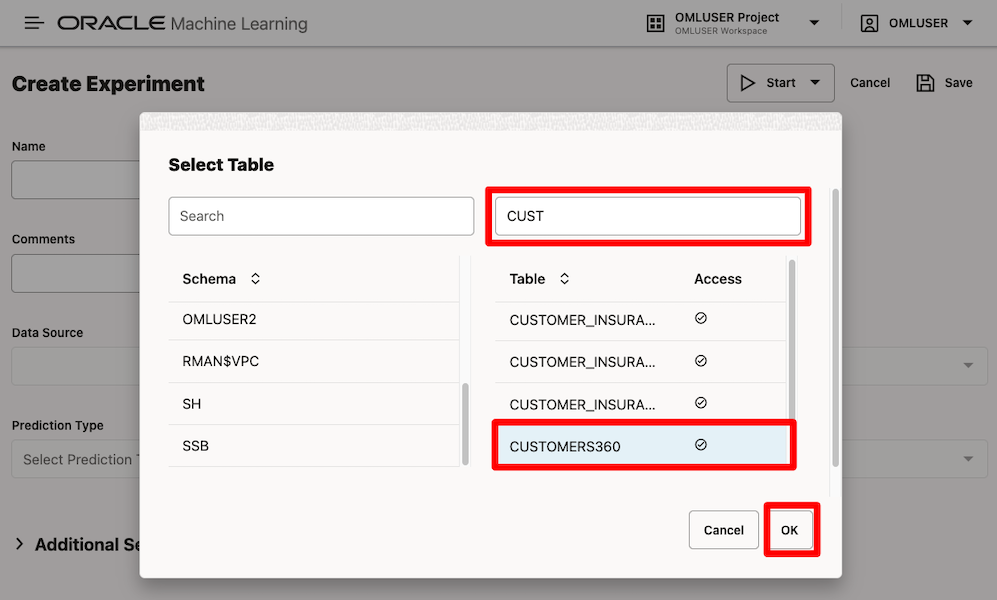 ORACLE Machine Learning
OMLUSER Project
OMLUSER Workspace
OMLUSER
Create Experiment
Start
Cancel
Save
Name
Comments
Data Source
Prediction Type
Select Prediction
Additional Se
Select Table
Search
CUST
Schema
OMLUSER2
RMAN$VPC
SH
SSB
Table Access
CUSTOMER_INSURA...
CUSTOMER_INSURA...
CUSTOMER_INSURA...
CUSTOMERS360
Cancel
OK